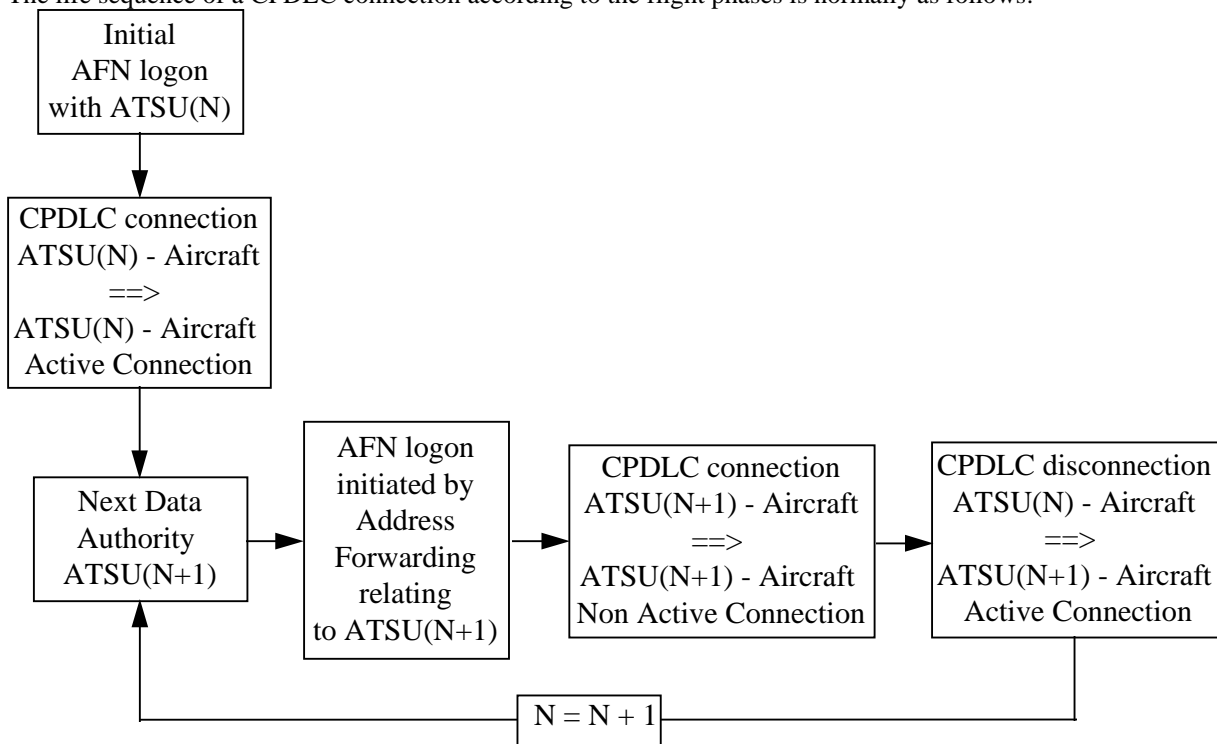 The life sequence of a CPDLC connection according to the flight phases is normally as follows:
Initial
AFN logon
with ATSU(N)
CPDLC connection
ATSU(N) - Aircraft
==>
ATSU(N) - Aircraft
Active Connection
Next Data
Authority
ATSU(N+1)
AFN logon
initiated by
Address
Forwarding
relating
to ATSU(N+1)
CPDLC connection
ATSU(N+1) - Aircraft
==>
ATSU(N+1) - Aircraft
Non Active Connection
CPDLC disconnection
ATSU(N) - Aircraft
==>
ATSU(N+1) - Aircraft
Active Connection
N = N + 1